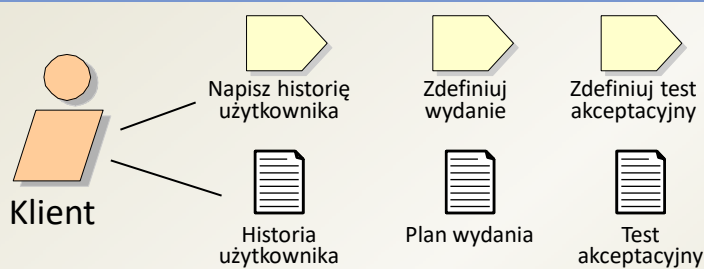 Napisz historię
użytkownika
Zdefiniuj
wydanie
Zdefiniuj test
akceptacyjny
Klient
Historia
użytkownika
Plan wydania
Test
akceptacyjny